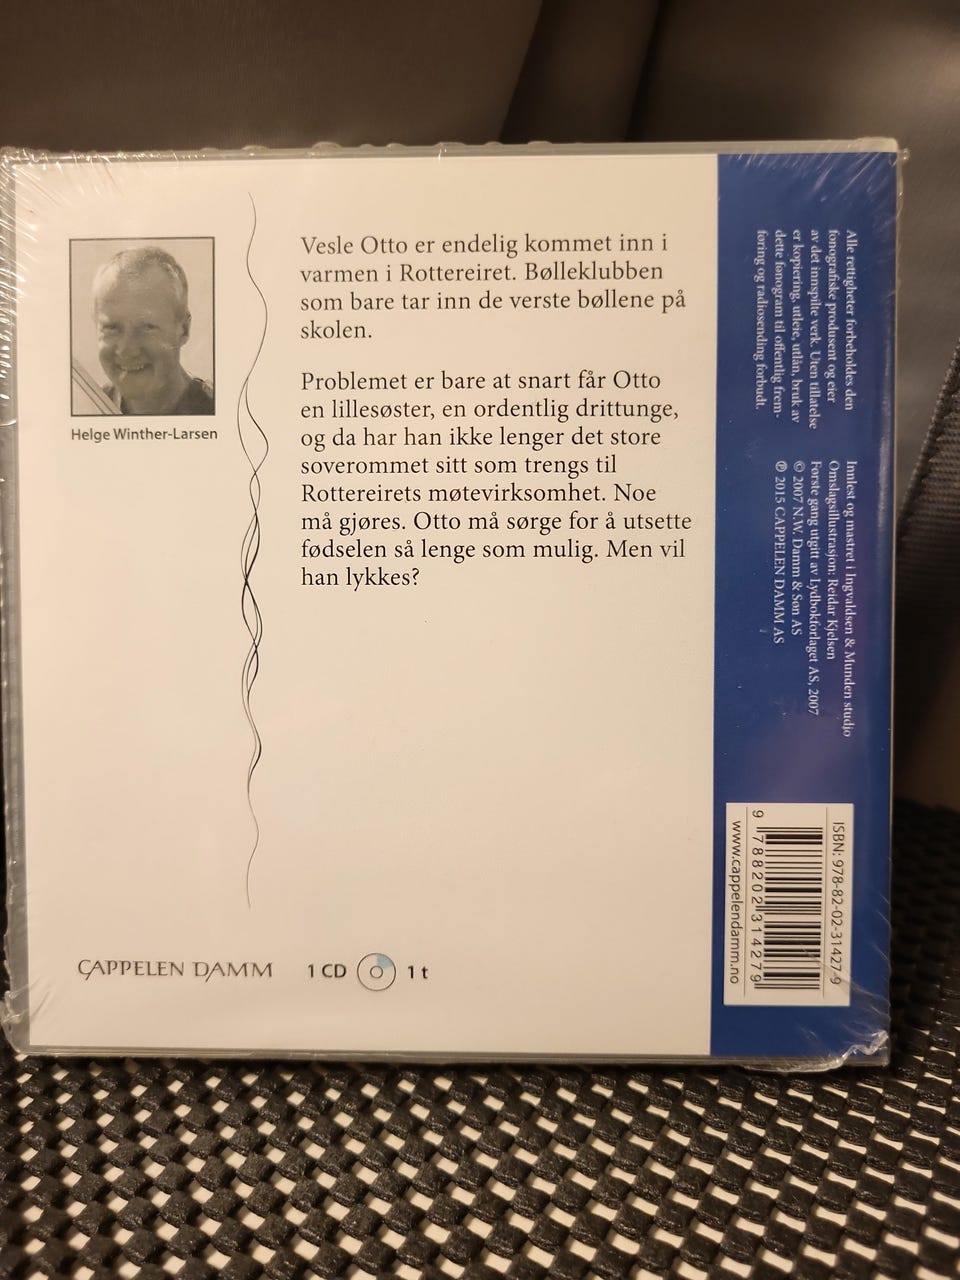 Helge Winther-Larsen
Vesle Otto er endelig kommet inn i
varmen i Rottereiret. Bølleklubben
som bare tar inn de verste bøllene på
skolen.
Problemet er bare at snart får Otto
en lillesøster, en ordentlig drittunge,
og da har han ikke lenger det store
soverommet sitt som trengs til
Rottereirets møtevirksomhet. Noe
må gjøres. Otto må sørge for å utsette
fødselen så lenge som mulig. Men vil
han lykkes?
CAPPELEN DAMM
1 CD
1 t
Alle rettigheter forbeholdes den
fonografiske produsent og eier
av det innspilte verk. Uten tillatelse
er kopiering, utleie, utlån, bruk av
dette fonogram til offentlig frem-
føring og radiosending forbudt.
Innlest og mastret i Ingvaldsen & Munden studio
Omslagsillustrasjon: Reidar Kjelsen
Første gang utgitt av Lydbokforlaget AS, 2007
© 2007 N.W. Damm & Søn AS
℗ 2015 CAPPELEN DAMM AS
ISBN: 978-82-02-31427-9
9 788202 314279
www.cappelendamm.no